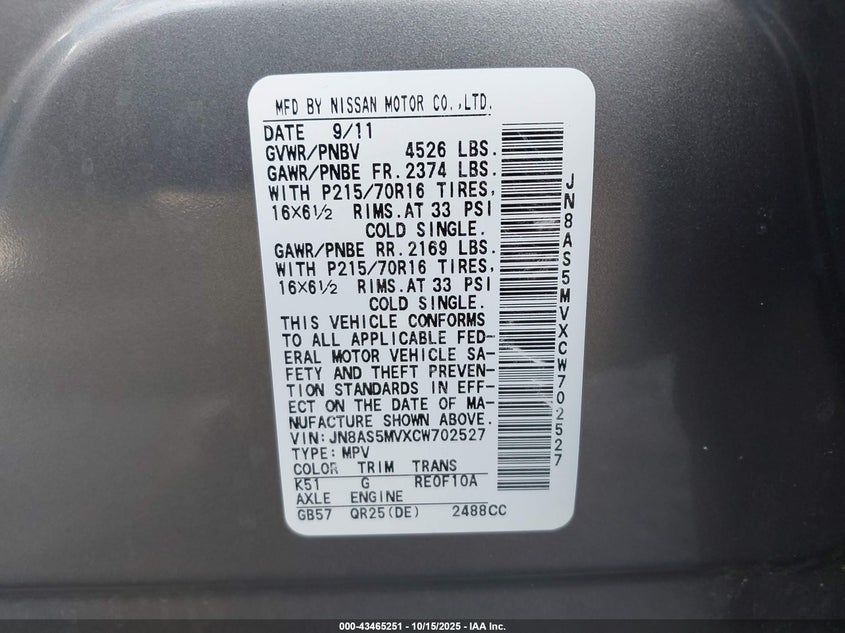 MFD BY NISSAN MOTOR CO.,LTD.
DATE 9/11
GVWR/PNBV 4526 LBS.
GAWR/PNBE FR. 2374 LBS.
WITH P215/70R16 TIRES,
16×6½ RIMS. AT 33 PSI
COLD SINGLE.
GAWR/PNBE RR. 2169 LBS.
WITH P215/70R16 TIRES,
16×6½ RIMS. AT 33 PSI
COLD SINGLE.
THIS VEHICLE CONFORMS
TO ALL APPLICABLE FED-
ERAL MOTOR VEHICLE SA-
FETY AND THEFT PREVEN-
TION STANDARDS IN EFF-
ECT ON THE DATE OF MA-
NUFACTURE SHOWN ABOVE.
VIN: JN8AS5MVXCW702527
TYPE: MPV
COLOR TRIM TRANS
K51 G RE0F10A
AXLE ENGINE
GB57 QR25(DE) 2488CC
JN8AS5MVXCW702527
000-43465251 - 10/15/2025 - IAA Inc.